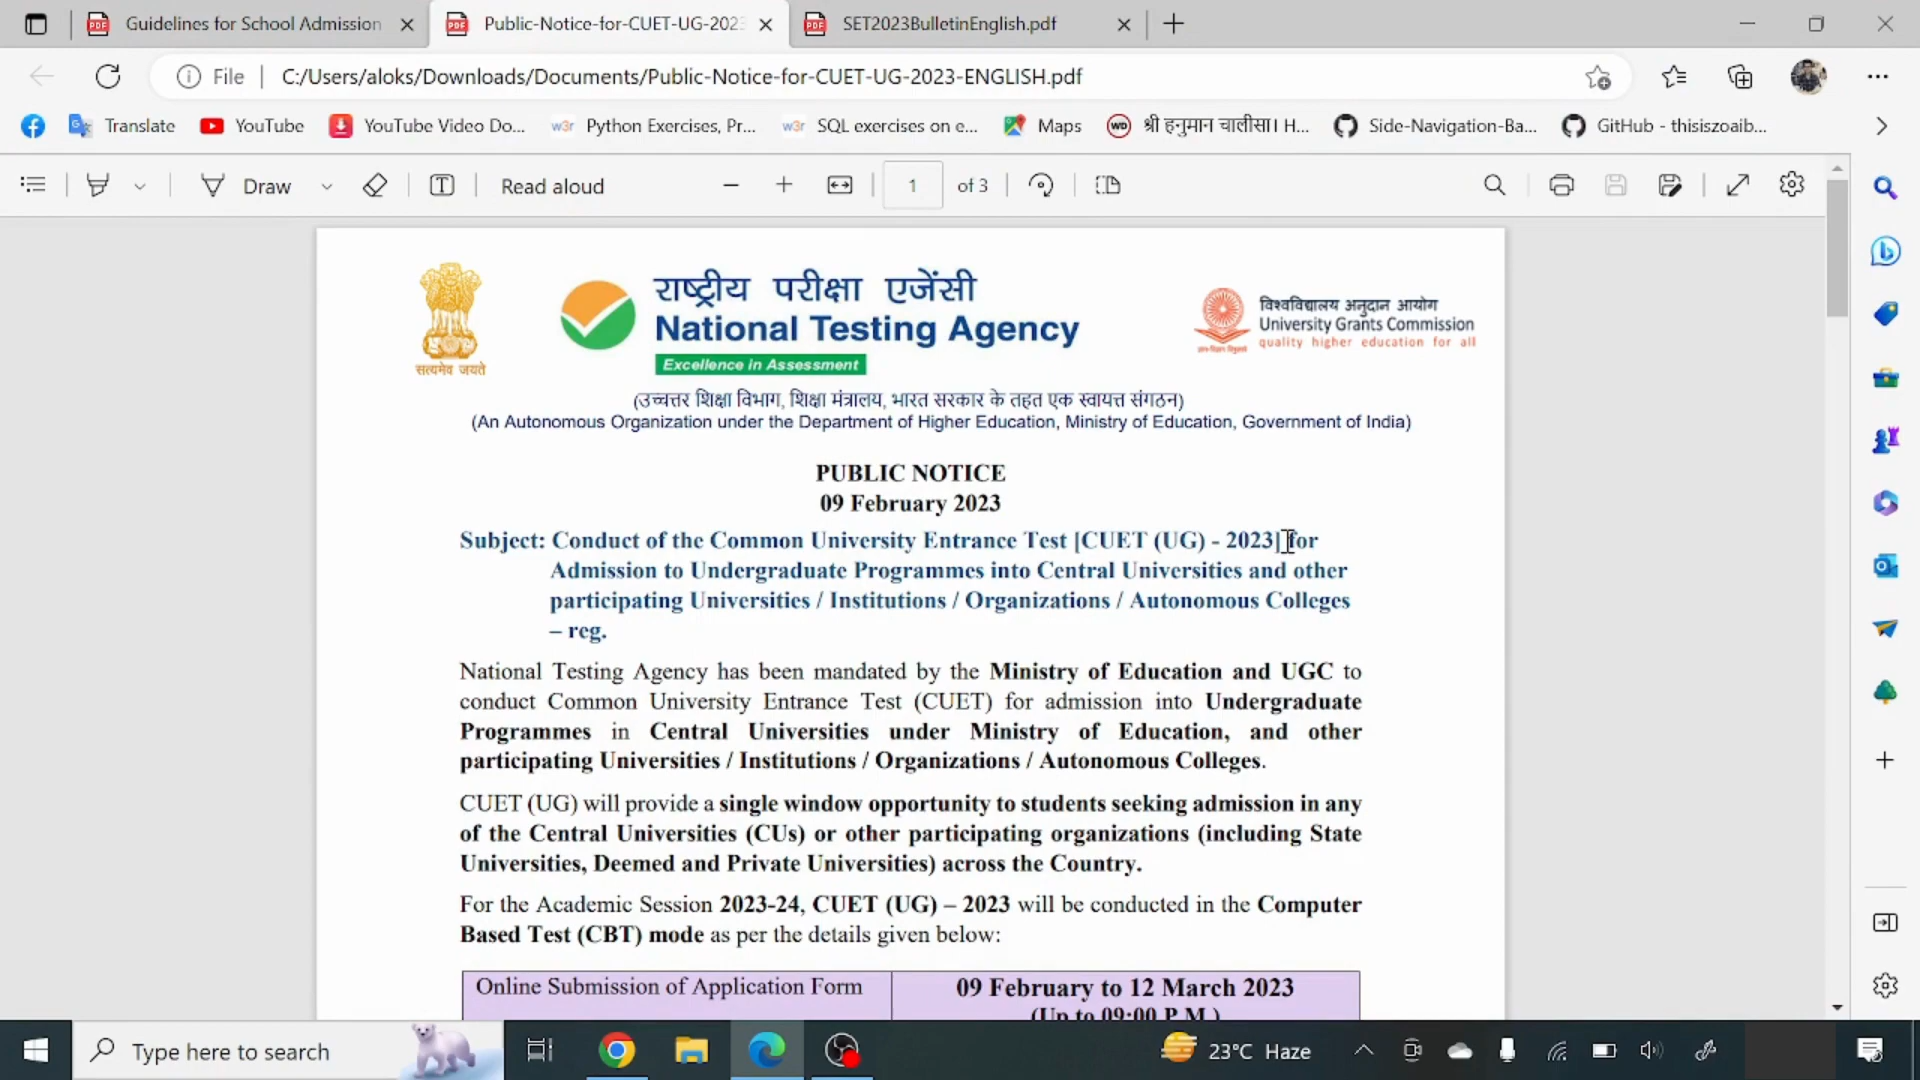 Guidelines for School Admission
Public-Notice-for-CUET-UG-2023
SET2023BulletinEnglish.pdf
File
C:/Users/aloks/Downloads/Documents/Public-Notice-for-CUET-UG-2023-ENGLISH.pdf
Translate
YouTube
YouTube Video Do...
w3r
Python Exercises, Pr...
w3r
SQL exercises on e...
Maps
WD
श्री हनुमान चालीसा। H...
Side-Navigation-Ba...
GitHub - thisiszoaib...
Draw
Read aloud
1
of 3
सत्यमेव जयते
राष्ट्रीय परीक्षा एजेंसी
National Testing Agency
Excellence in Assessment
विश्वविद्यालय अनुदान आयोग
University Grants Commission
quality higher education for all
(उच्चत्तर शिक्षा विभाग, शिक्षा मंत्रालय, भारत सरकार के तहत एक स्वायत्त संगठन)
(An Autonomous Organization under the Department of Higher Education, Ministry of Education, Government of India)
PUBLIC NOTICE
09 February 2023
Subject: Conduct of the Common University Entrance Test [CUET (UG) - 2023] for
Admission to Undergraduate Programmes into Central Universities and other
participating Universities / Institutions / Organizations / Autonomous Colleges
– reg.
National Testing Agency has been mandated by the Ministry of Education and UGC to
conduct Common University Entrance Test (CUET) for admission into Undergraduate
Programmes in Central Universities under Ministry of Education, and other
participating Universities / Institutions / Organizations / Autonomous Colleges.
CUET (UG) will provide a single window opportunity to students seeking admission in any
of the Central Universities (CUs) or other participating organizations (including State
Universities, Deemed and Private Universities) across the Country.
For the Academic Session 2023-24, CUET (UG) – 2023 will be conducted in the Computer
Based Test (CBT) mode as per the details given below:
Online Submission of Application Form
09 February to 12 March 2023
(Up to 09:00 P.M.)
Type here to search
23°C Haze